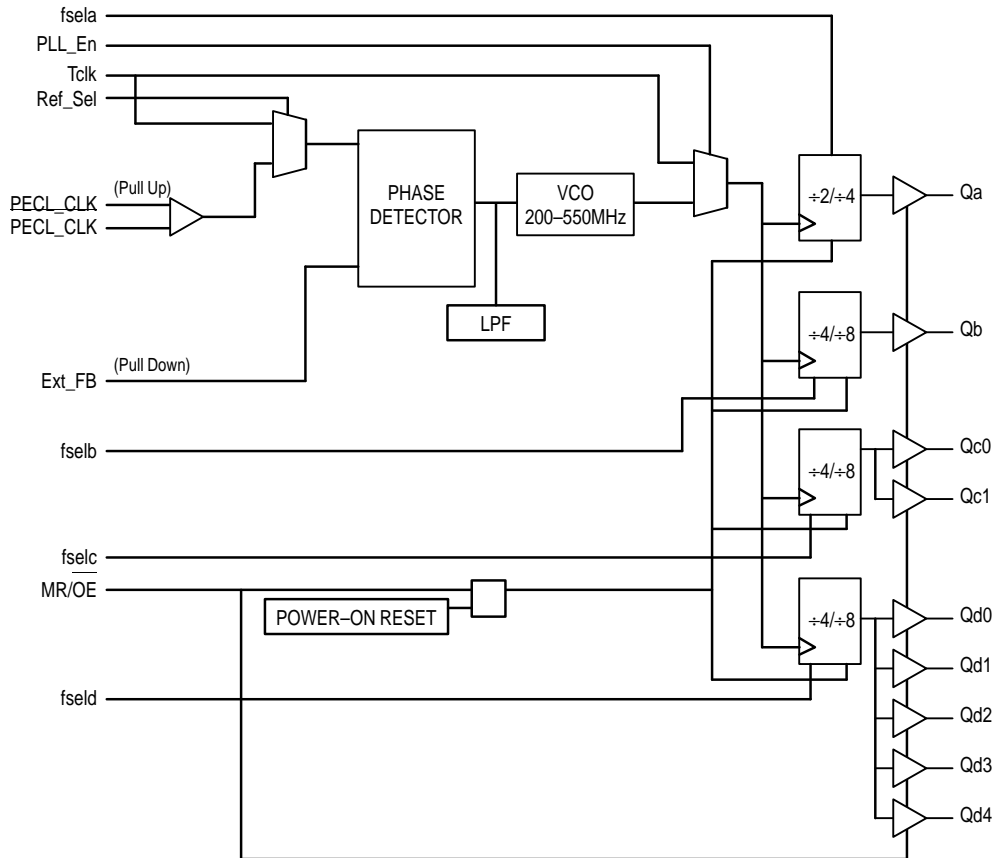 fsela
PLL_En
Tclk
Ref_Sel
(Pull Up)
PECL_CLK
PECL_CLK
PHASE
DETECTOR
VCO
200–550MHz
LPF
Ext_FB
(Pull Down)
fselb
fselc
MR/OE
POWER–ON RESET
fseld
÷2/÷4
Qa
÷4/÷8
Qb
÷4/÷8
Qc0
Qc1
÷4/÷8
Qd0
Qd1
Qd2
Qd3
Qd4